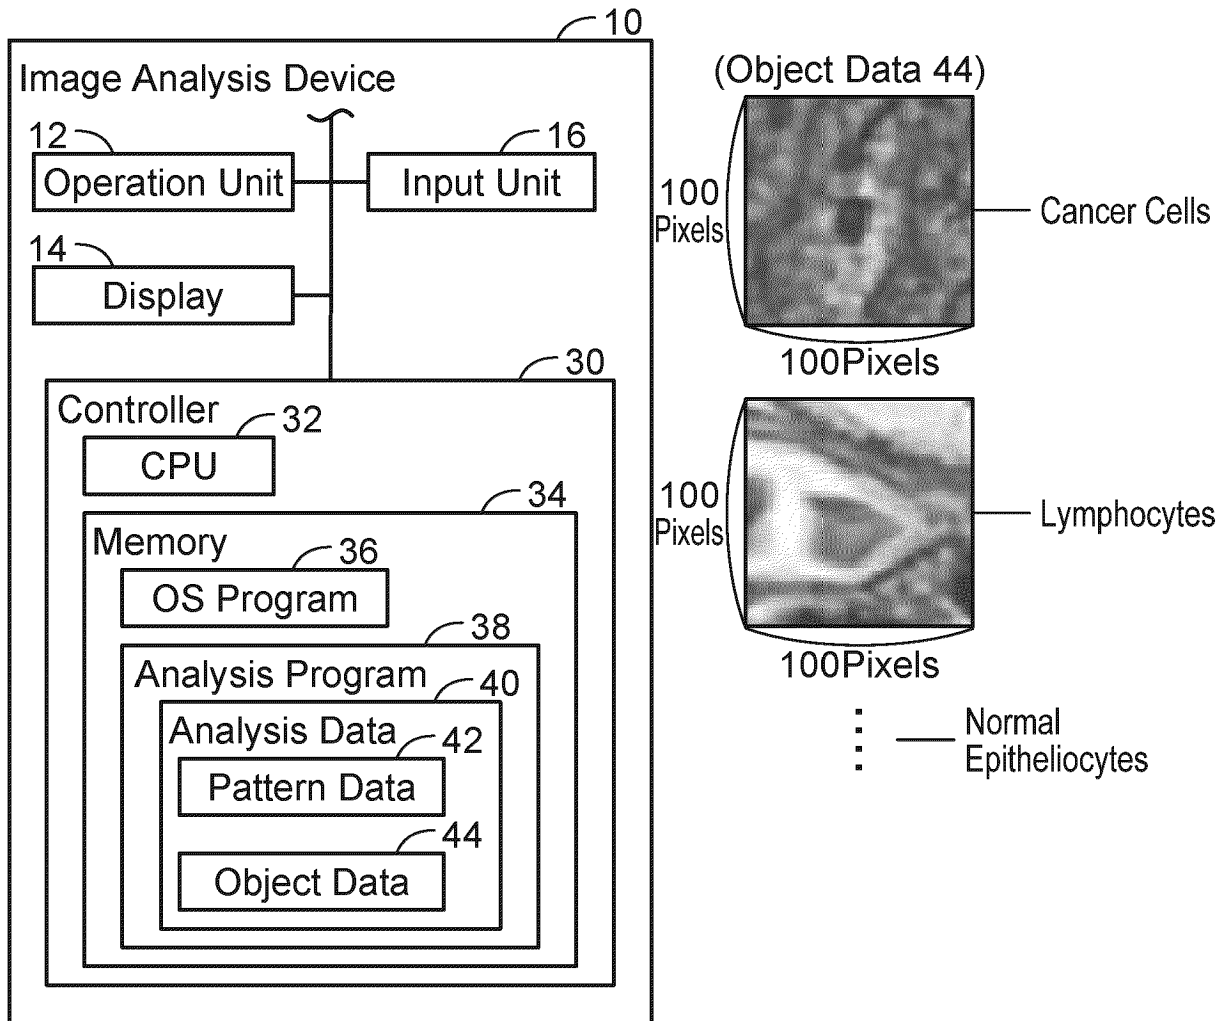 10
Image Analysis Device
12
Operation Unit
16
Input Unit
14
Display
30
Controller
32
CPU
34
Memory
36
OS Program
38
Analysis Program
40
Analysis Data
42
Pattern Data
44
Object Data
(Object Data 44)
100
Pixels
Cancer Cells
100Pixels
100
Pixels
Lymphocytes
100Pixels
Normal
Epitheliocytes